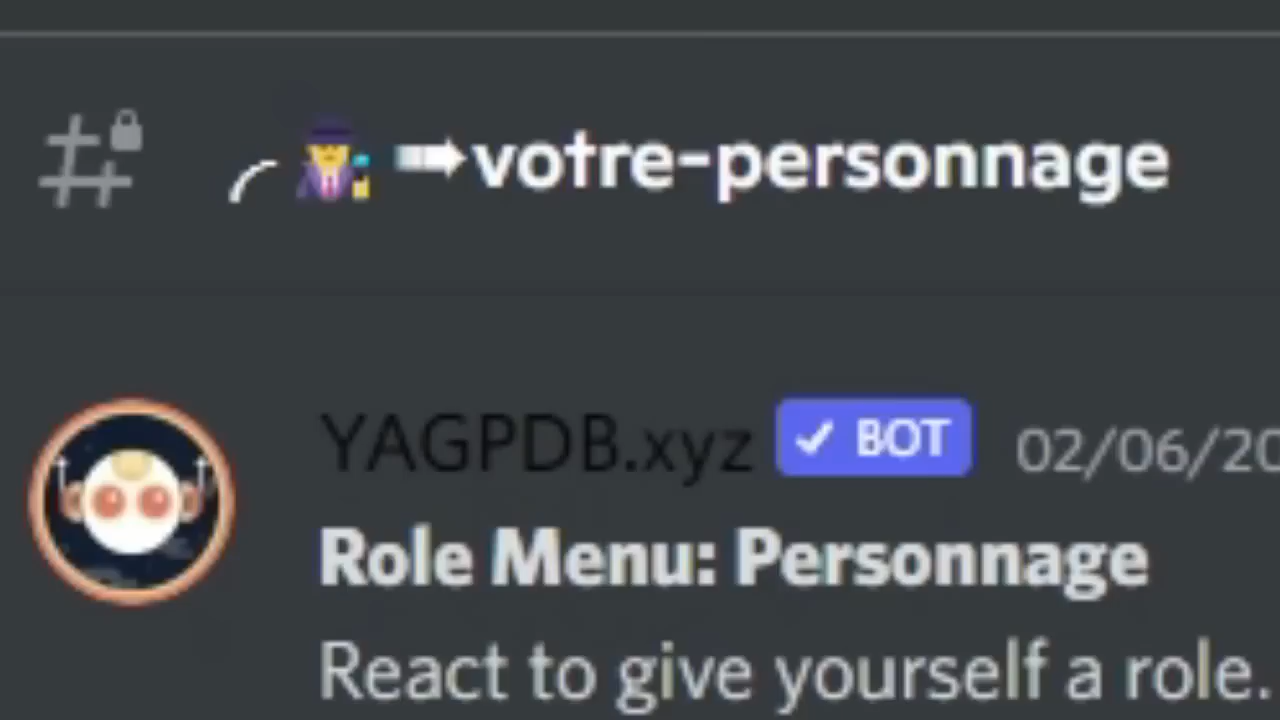 ╭🧙➡votre-personnage
YAGPDB.xyz ✓ BOT 02/06/20
Role Menu: Personnage
React to give yourself a role.